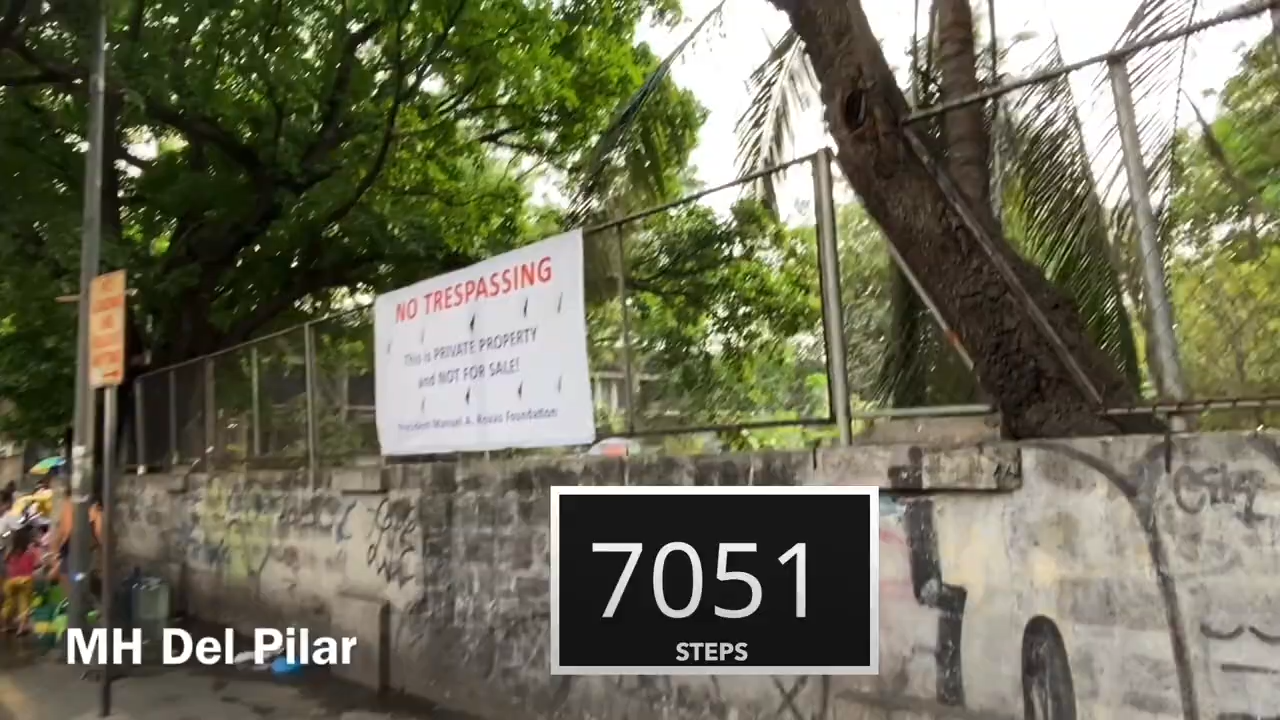 NO TRESPASSING
This is PRIVATE PROPERTY
and NOT FOR SALE!
President Manuel A. Roxas Foundation
7051
STEPS
MH Del Pilar